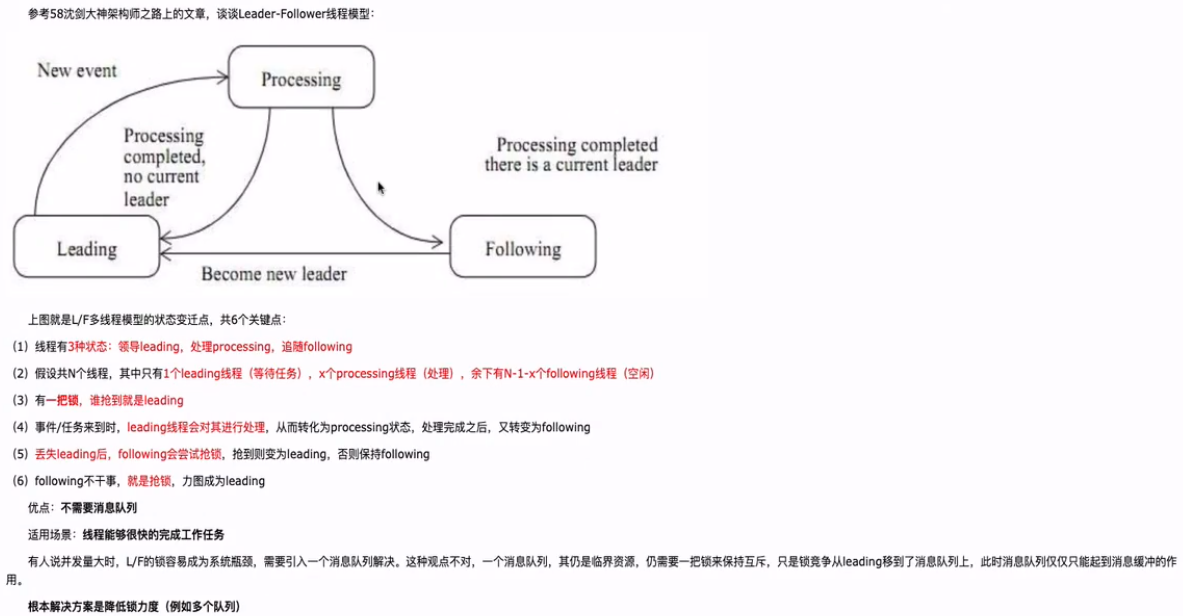 参考58沈剑大神架构师之路上的文章，谈谈Leader-Follower线程模型：
New event
Processing
Processing
completed,
no current
leader
Processing completed
there is a current leader
Leading
Following
Become new leader
上图就是L/F多线程模型的状态变迁点，共6个关键点：
(1) 线程有3种状态：领导leading，处理processing，追随following
(2) 假设共N个线程，其中只有1个leading线程（等待任务），x个processing线程（处理），余下有N-1-x个following线程（空闲）
(3) 有一把锁，谁抢到就是leading
(4) 事件/任务来到时，leading线程会对其进行处理，从而转化为processing状态，处理完成之后，又转变为following
(5) 丢失leading后，following会尝试抢锁，抢到则变为leading，否则保持following
(6) following不干事，就是抢锁，力图成为leading
优点：不需要消息队列
适用场景：线程能够很快的完成工作任务
有人说并发量大时，L/F的锁容易成为系统瓶颈，需要引入一个消息队列解决。这种观点不对，一个消息队列，其仍是临界资源，仍需要一把锁来保持互斥，只是锁竞争从leading移到了消息队列上，此时消息队列仅仅只能起到消息缓冲的作
用。
根本解决方案是降低锁力度（例如多个队列）